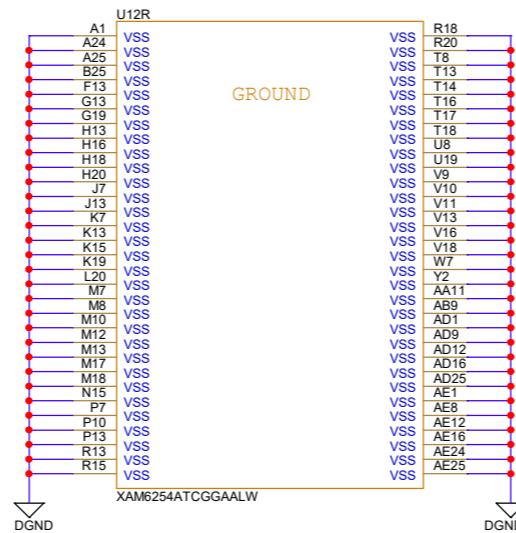 U12R
GROUND
A1 VSS VSS R18
A24 VSS VSS R20
A25 VSS VSS T8
B25 VSS VSS T13
F13 VSS VSS T14
G13 VSS VSS T16
G19 VSS VSS T17
H13 VSS VSS T18
H16 VSS VSS U8
H18 VSS VSS U19
H20 VSS VSS V9
J7 VSS VSS V10
J13 VSS VSS V11
K7 VSS VSS V13
K13 VSS VSS V16
K15 VSS VSS V18
K19 VSS VSS W7
L20 VSS VSS Y2
M7 VSS VSS AA11
M8 VSS VSS AB9
M10 VSS VSS AD1
M12 VSS VSS AD9
M13 VSS VSS AD12
M17 VSS VSS AD16
M18 VSS VSS AD25
N15 VSS VSS AE1
P7 VSS VSS AE8
P10 VSS VSS AE12
P13 VSS VSS AE16
R13 VSS VSS AE24
R15 VSS VSS AE25
XAM6254ATCGGAALW
DGND DGND